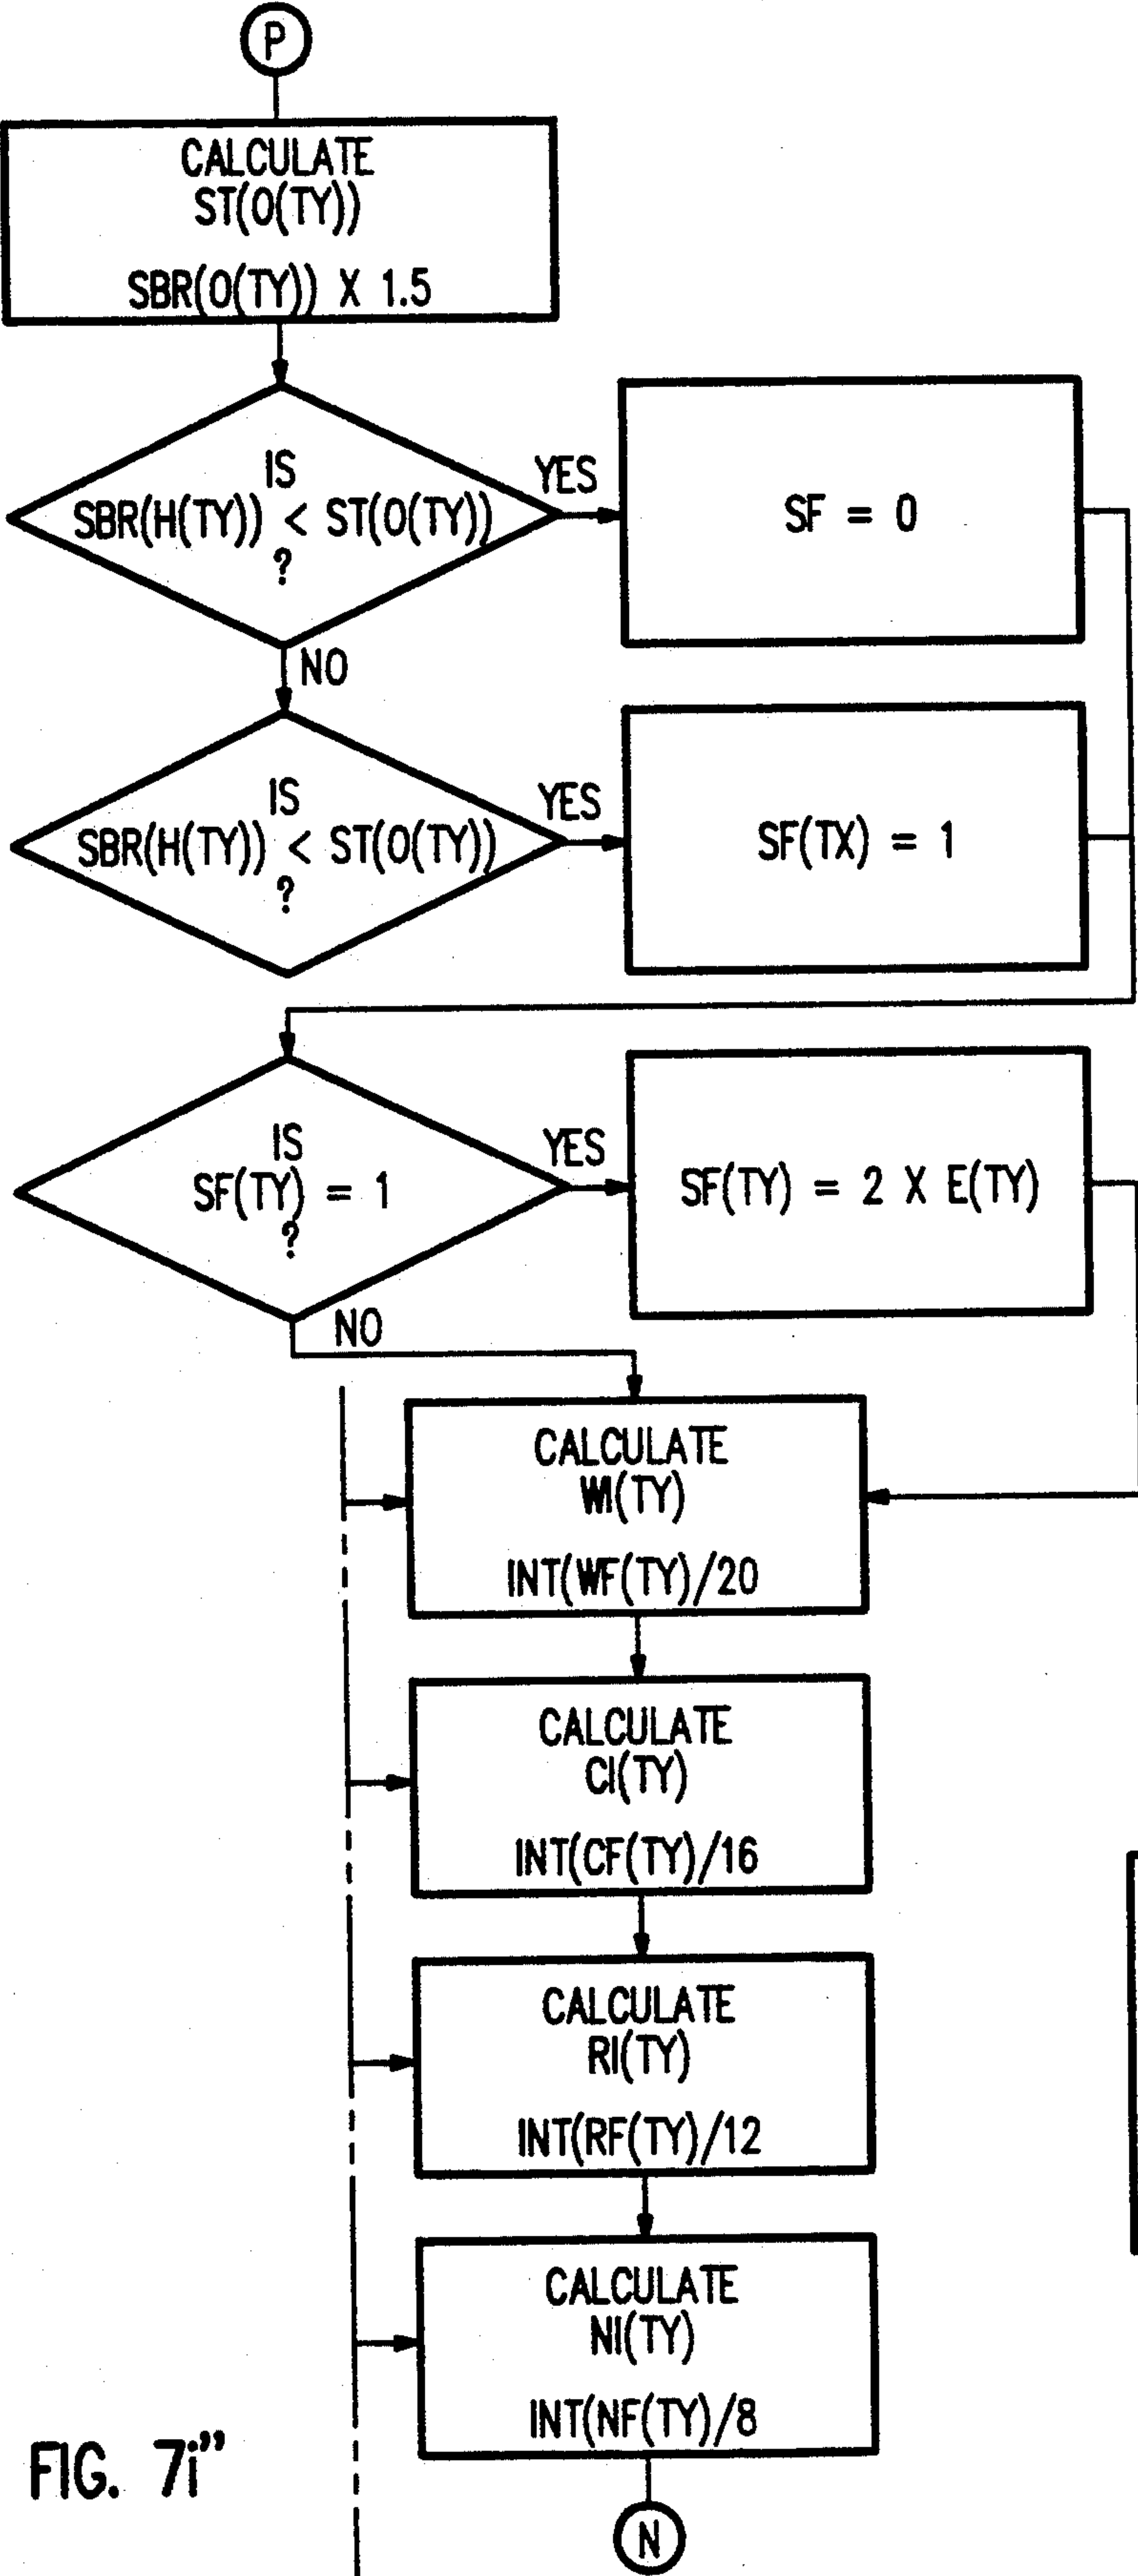 P
CALCULATE
ST(O(TY))
SBR(O(TY)) X 1.5
IS
SBR(H(TY)) < ST(O(TY))
?
YES
SF = 0
NO
IS
SBR(H(TY)) < ST(O(TY))
?
YES
SF(TX) = 1
IS
SF(TY) = 1
?
YES
SF(TY) = 2 X E(TY)
NO
CALCULATE
WI(TY)
INT(WF(TY)/20
CALCULATE
CI(TY)
INT(CF(TY)/16
CALCULATE
RI(TY)
INT(RF(TY)/12
CALCULATE
NI(TY)
INT(NF(TY)/8
FIG. 7i”
N